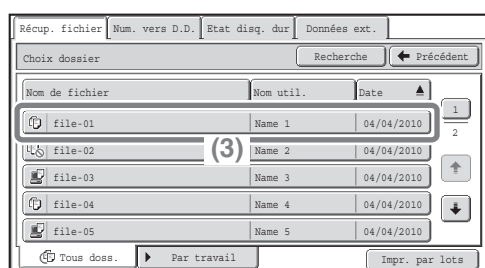 Récup. fichier Num. vers D.D. Etat disq. dur Données ext.
Choix dossier Recherche Précédent
Nom de fichier Nom util. Date
file-01 Name 1 04/04/2010 1
file-02 Name 2 04/04/2010 2
(3)
file-03 Name 3 04/04/2010
file-04 Name 4 04/04/2010
file-05 Name 5 04/04/2010
Tous doss. Par travail Impr. par lots